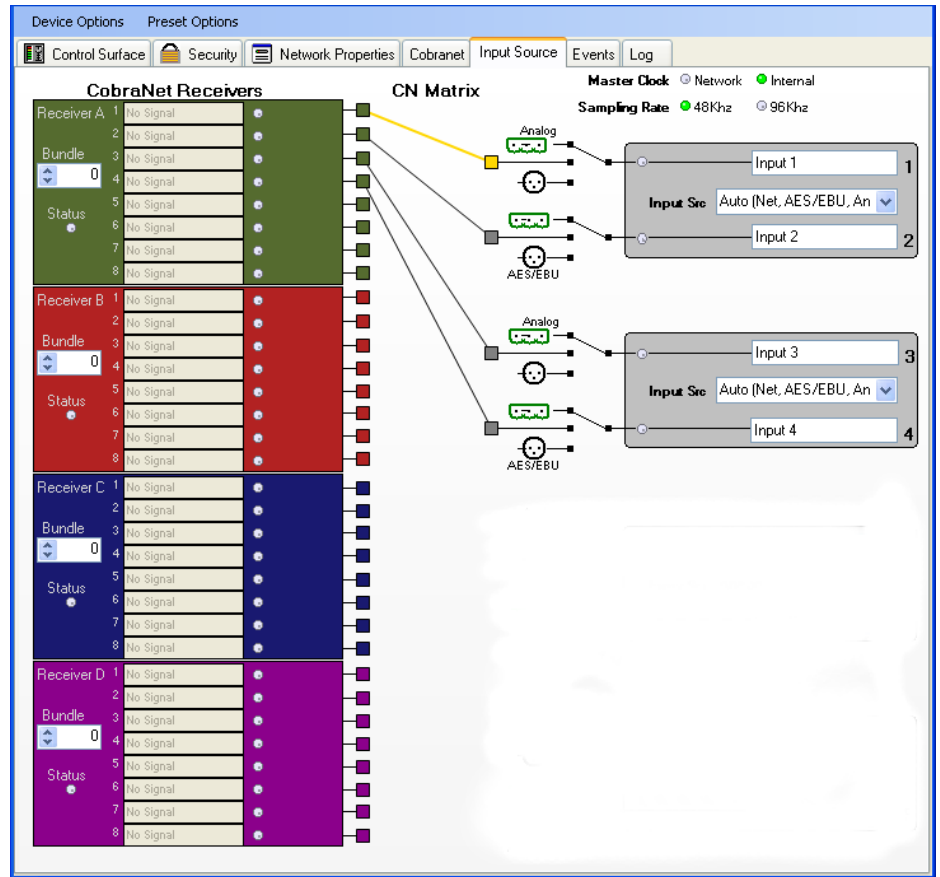 Device Options Preset Options
Control Surface Security Network Properties Cobranet Input Source Events Log
CobraNet Receivers
CN Matrix
Master Clock Network Internal
Sampling Rate 48Khz 96Khz
Receiver A
Bundle
0
Status
1 No Signal
2 No Signal
3 No Signal
4 No Signal
5 No Signal
6 No Signal
7 No Signal
8 No Signal
Receiver B
Bundle
0
Status
1 No Signal
2 No Signal
3 No Signal
4 No Signal
5 No Signal
6 No Signal
7 No Signal
8 No Signal
Receiver C
Bundle
0
Status
1 No Signal
2 No Signal
3 No Signal
4 No Signal
5 No Signal
6 No Signal
7 No Signal
8 No Signal
Receiver D
Bundle
0
Status
1 No Signal
2 No Signal
3 No Signal
4 No Signal
5 No Signal
6 No Signal
7 No Signal
8 No Signal
Analog
AES/EBU
Input 1 1
Input Src Auto (Net, AES/EBU, An
Input 2 2
Analog
AES/EBU
Input 3 3
Input Src Auto (Net, AES/EBU, An
Input 4 4